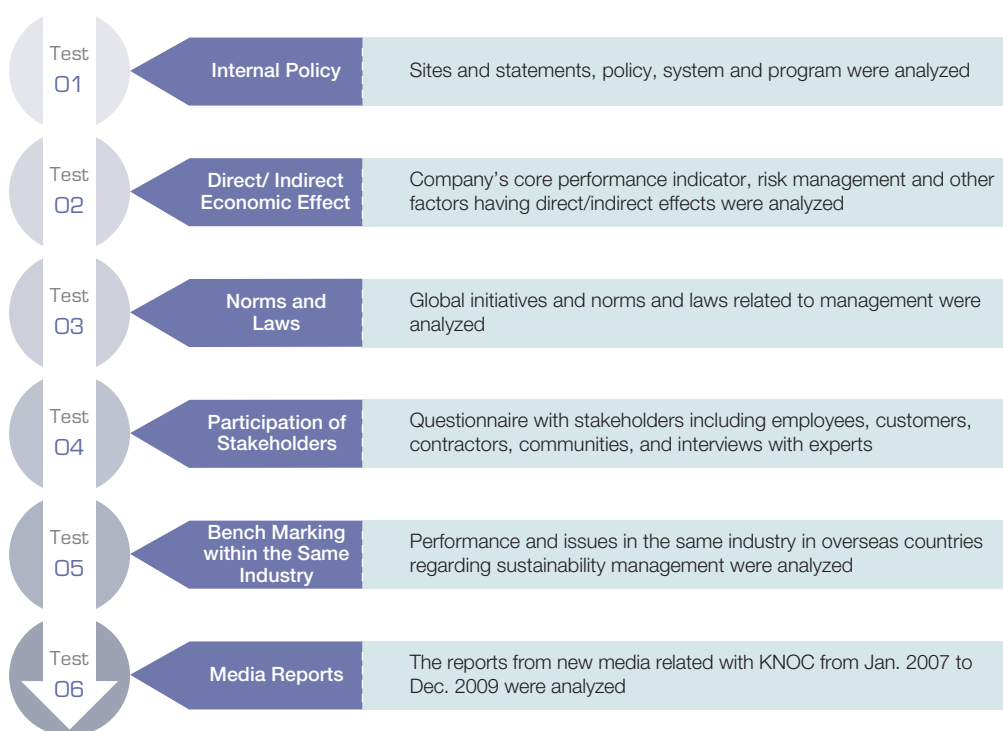 Test
01
Internal Policy
Sites and statements, policy, system and program were analyzed
Test
02
Direct/ Indirect
Economic Effect
Company's core performance indicator, risk management and other
factors having direct/indirect effects were analyzed
Test
03
Norms and
Laws
Global initiatives and norms and laws related to management were
analyzed
Test
04
Participation of
Stakeholders
Questionnaire with stakeholders including employees, customers,
contractors, communities, and interviews with experts
Test
05
Bench Marking
within the Same
Industry
Performance and issues in the same industry in overseas countries
regarding sustainability management were analyzed
Test
06
Media Reports
The reports from new media related with KNOC from Jan. 2007 to
Dec. 2009 were analyzed